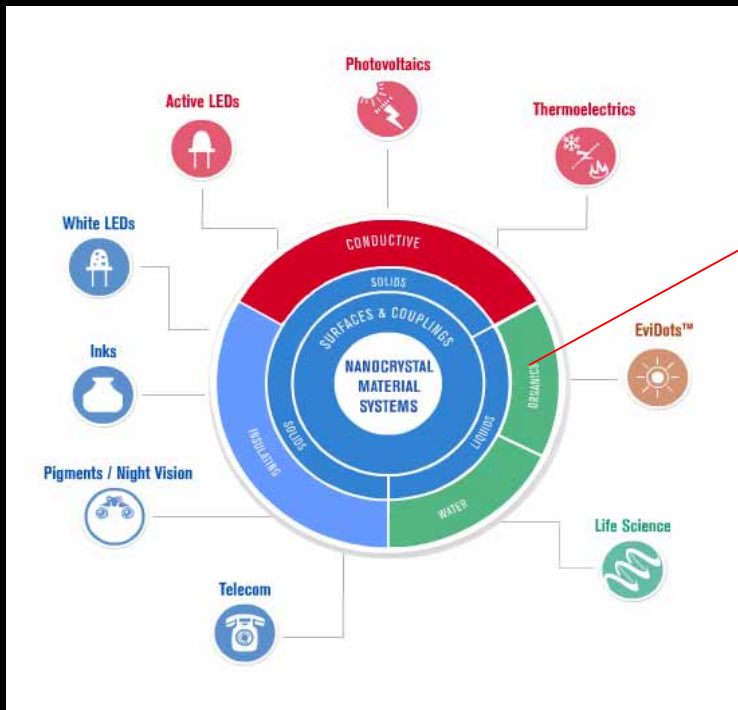 Photovoltaics
Active LEDs
Thermoelectrics
White LEDs
CONDUCTIVE
SOLIDS
SURFACES & COUPLINGS
EviDots™
Inks
NANOCRYSTAL
MATERIAL
SYSTEMS
ORGANICS
SOLIDS
LIQUIDS
INSULATING
Pigments / Night Vision
WATER
Life Science
Telecom